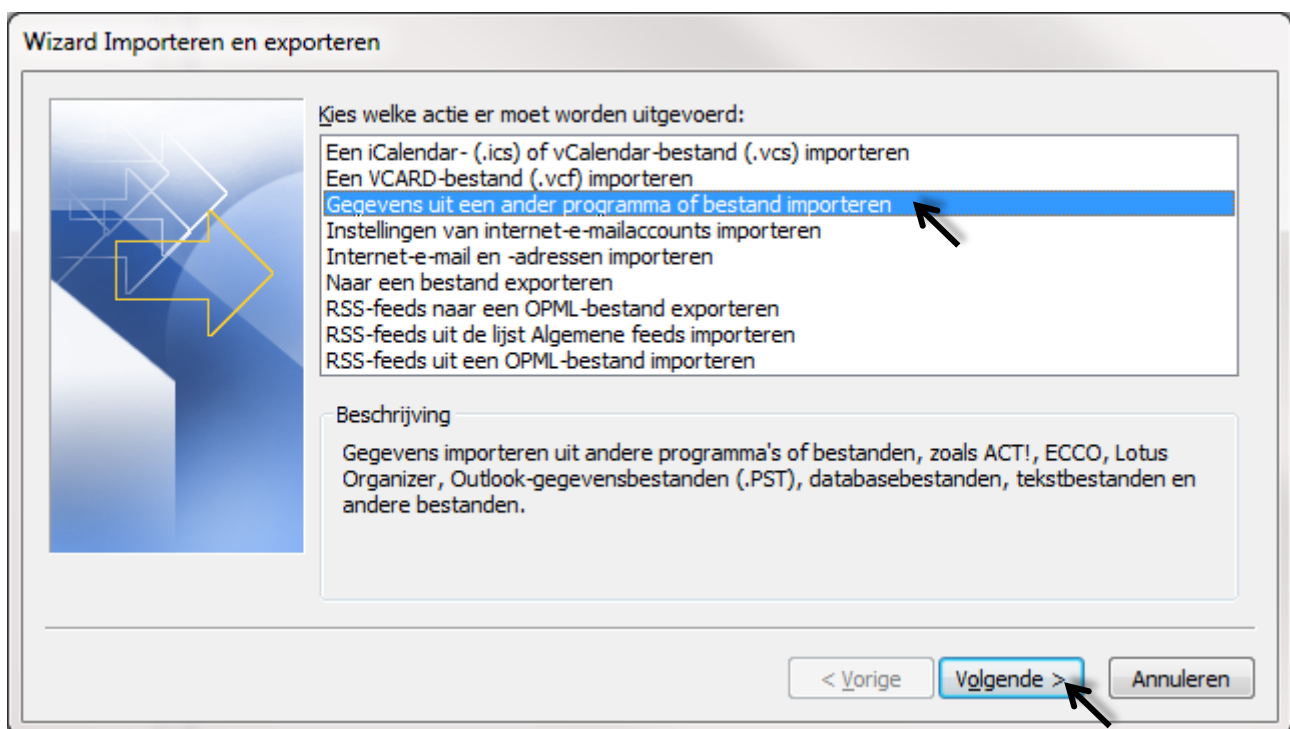 Wizard Importeren en exporteren
Kies welke actie er moet worden uitgevoerd:
Een iCalendar- (.ics) of vCalendar-bestand (.vcs) importeren
Een VCARD-bestand (.vcf) importeren
Gegevens uit een ander programma of bestand importeren
Instellingen van internet-e-mailaccounts importeren
Internet-e-mail en -adressen importeren
Naar een bestand exporteren
RSS-feeds naar een OPML-bestand exporteren
RSS-feeds uit de lijst Algemene feeds importeren
RSS-feeds uit een OPML-bestand importeren
Beschrijving
Gegevens importeren uit andere programma's of bestanden, zoals ACT!, ECCO, Lotus
Organizer, Outlook-gegevensbestanden (.PST), databasebestanden, tekstbestanden en
andere bestanden.
< Vorige
Volgende >
Annuleren